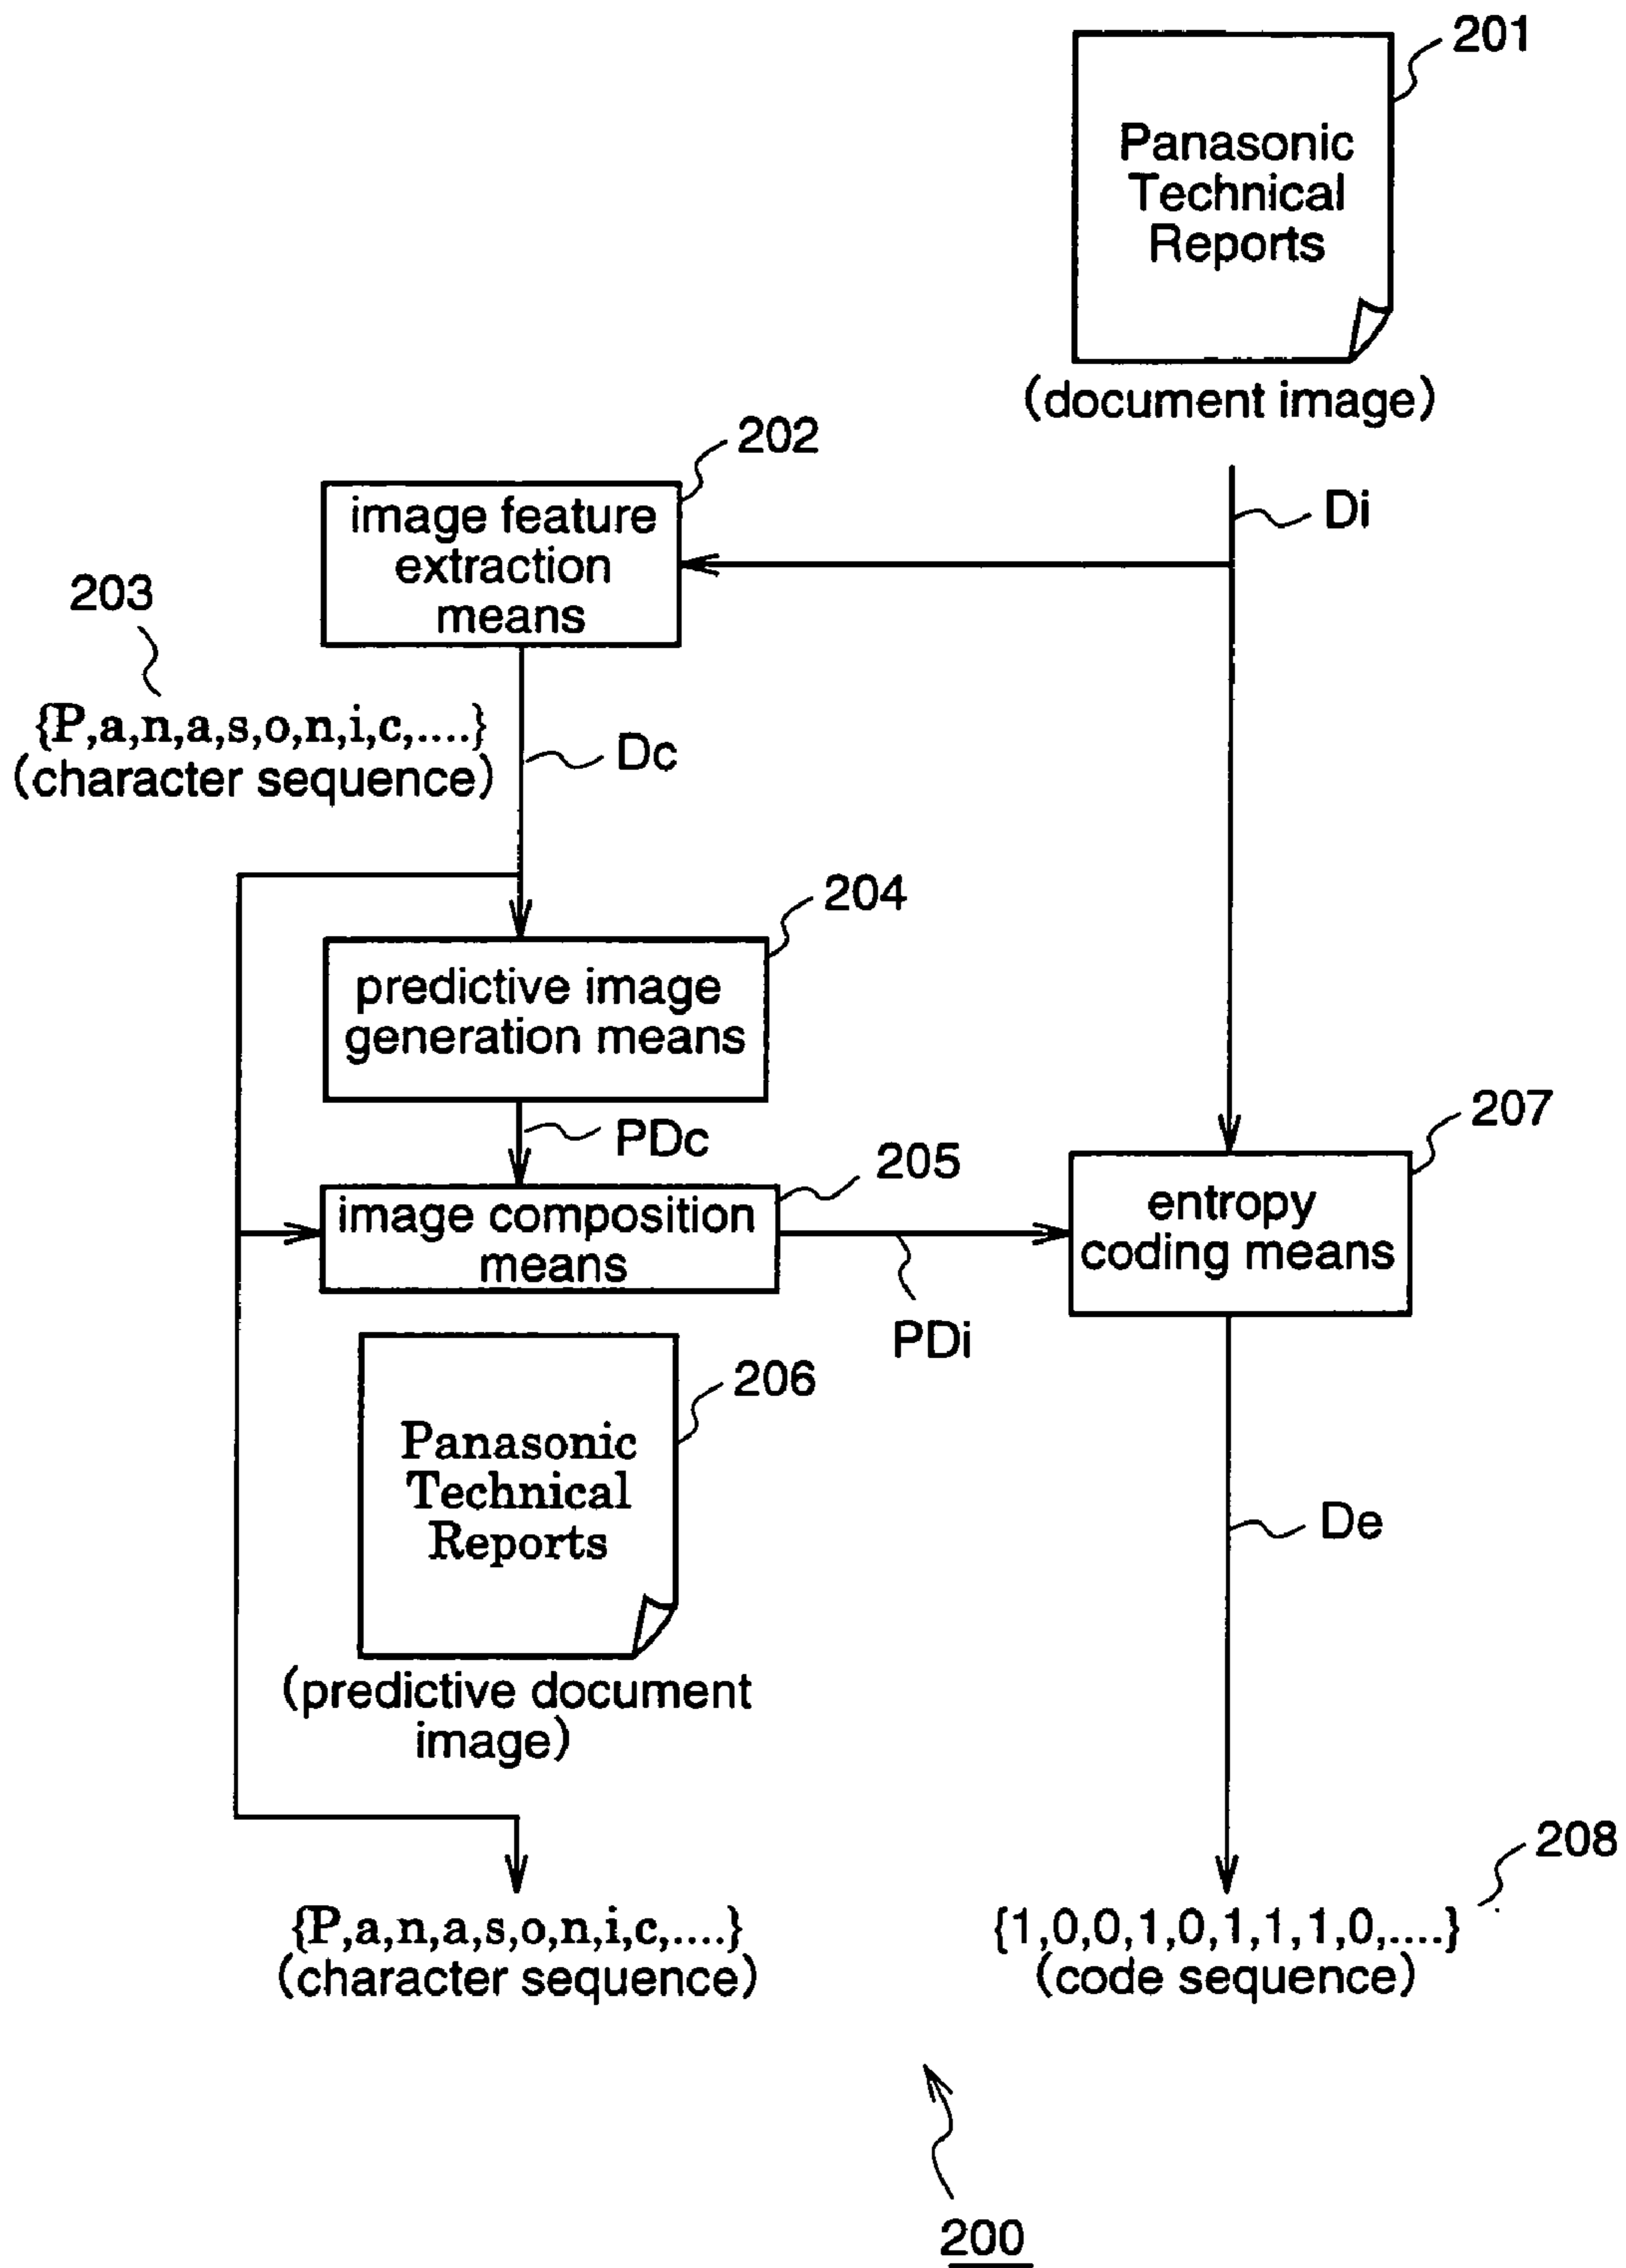 201
Panasonic
Technical
Reports
(document image)
202
Di
image feature
extraction
means
203
{P,a,n,a,s,o,n,i,c,....}
(character sequence)
Dc
204
predictive image
generation means
PDc
207
205
entropy
coding means
image composition
means
PDi
206
Panasonic
Technical
Reports
De
(predictive document
image)
208
{P,a,n,a,s,o,n,i,c,....}
(character sequence)
{1,0,0,1,0,1,1,1,0,....}
(code sequence)
200